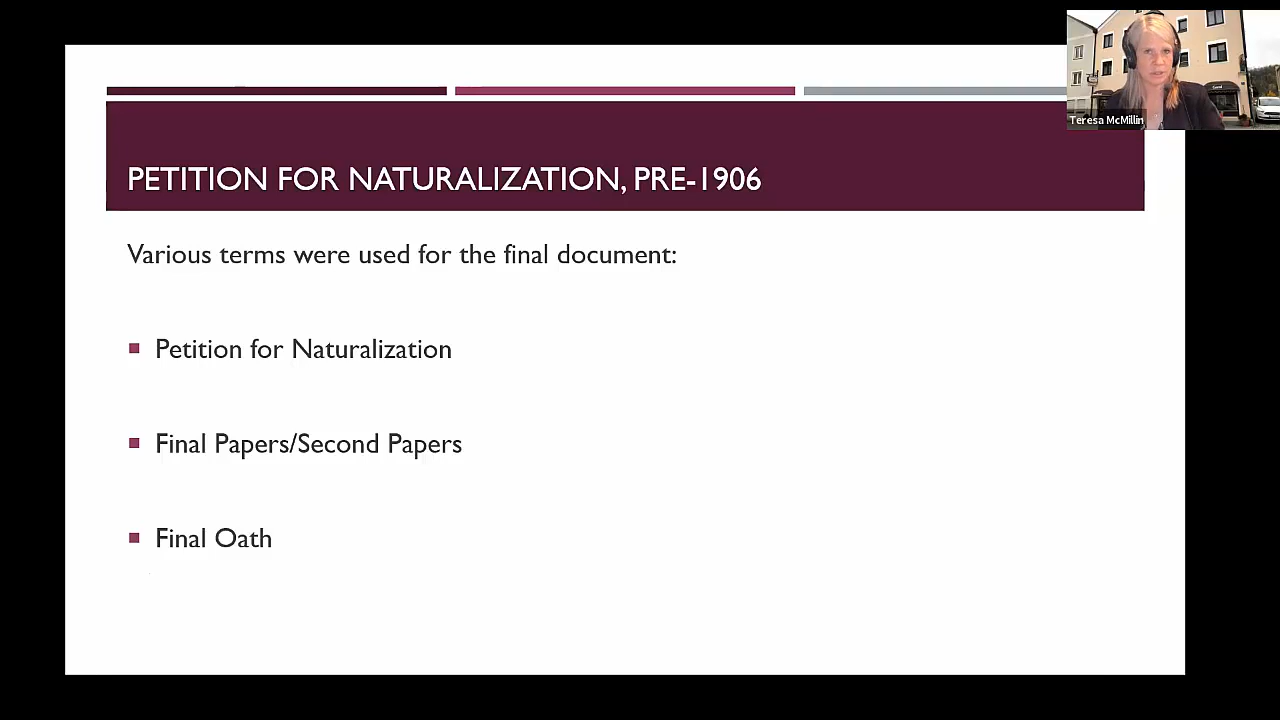 PETITION FOR NATURALIZATION, PRE-1906
Various terms were used for the final document:
Petition for Naturalization
Final Papers/Second Papers
Final Oath
Teresa McMillin